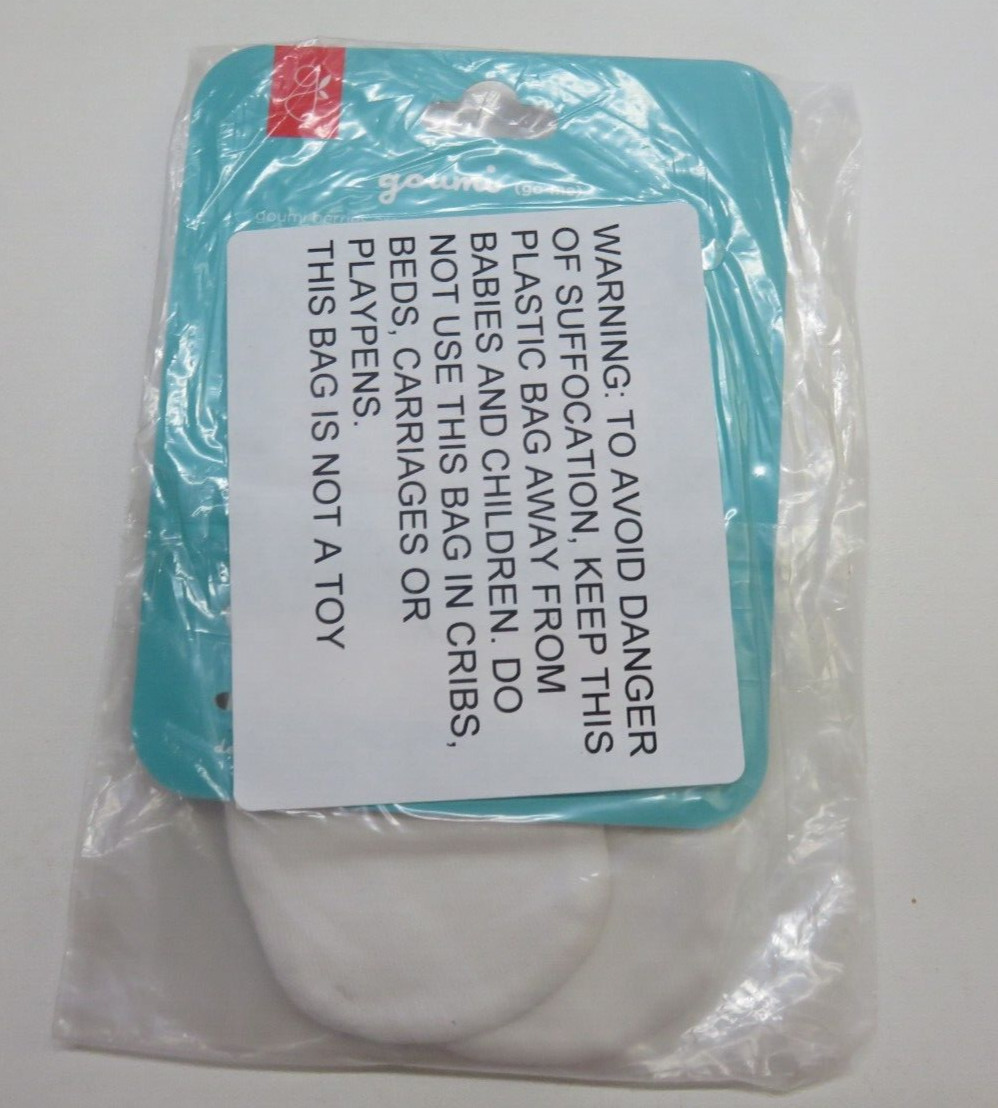 goumi
WARNING: TO AVOID DANGER
OF SUFFOCATION, KEEP THIS
PLASTIC BAG AWAY FROM
BABIES AND CHILDREN. DO
NOT USE THIS BAG IN CRIBS,
BEDS, CARRIAGES OR
PLAYPENS.
THIS BAG IS NOT A TOY